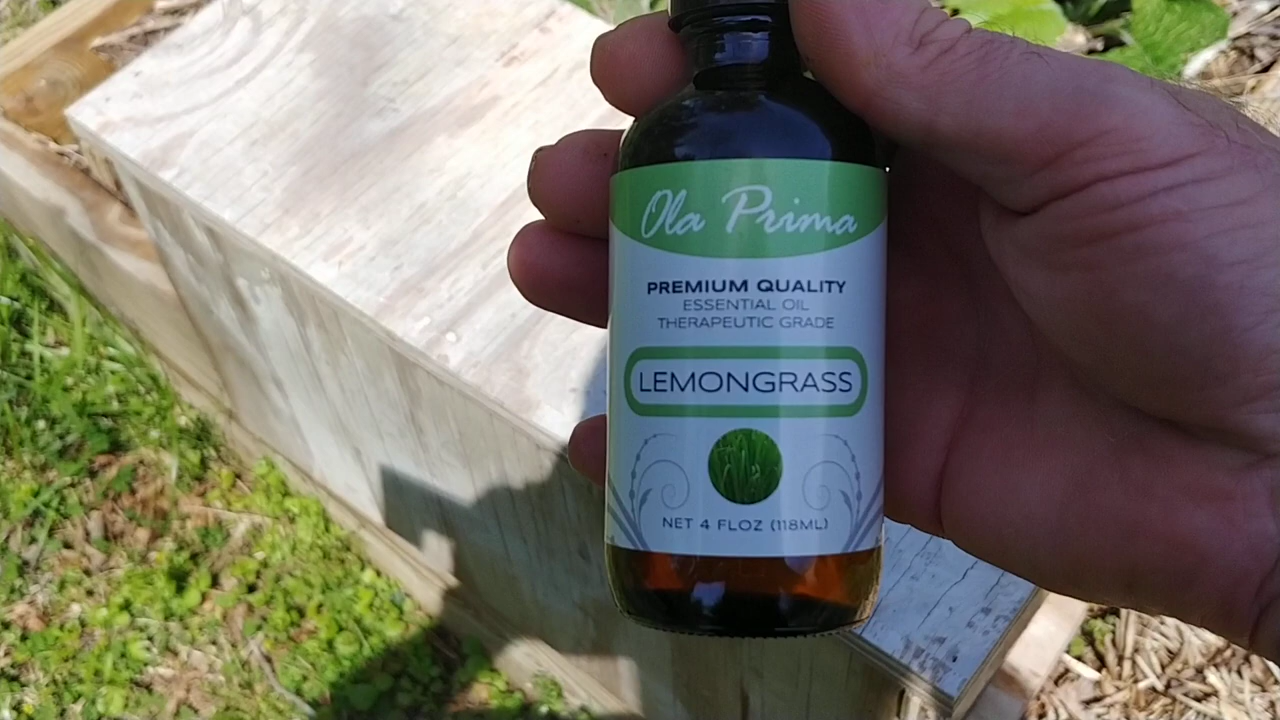 Ola Prima
PREMIUM QUALITY
ESSENTIAL OIL
THERAPEUTIC GRADE
LEMONGRASS
NET 4 FLOZ (118ML)